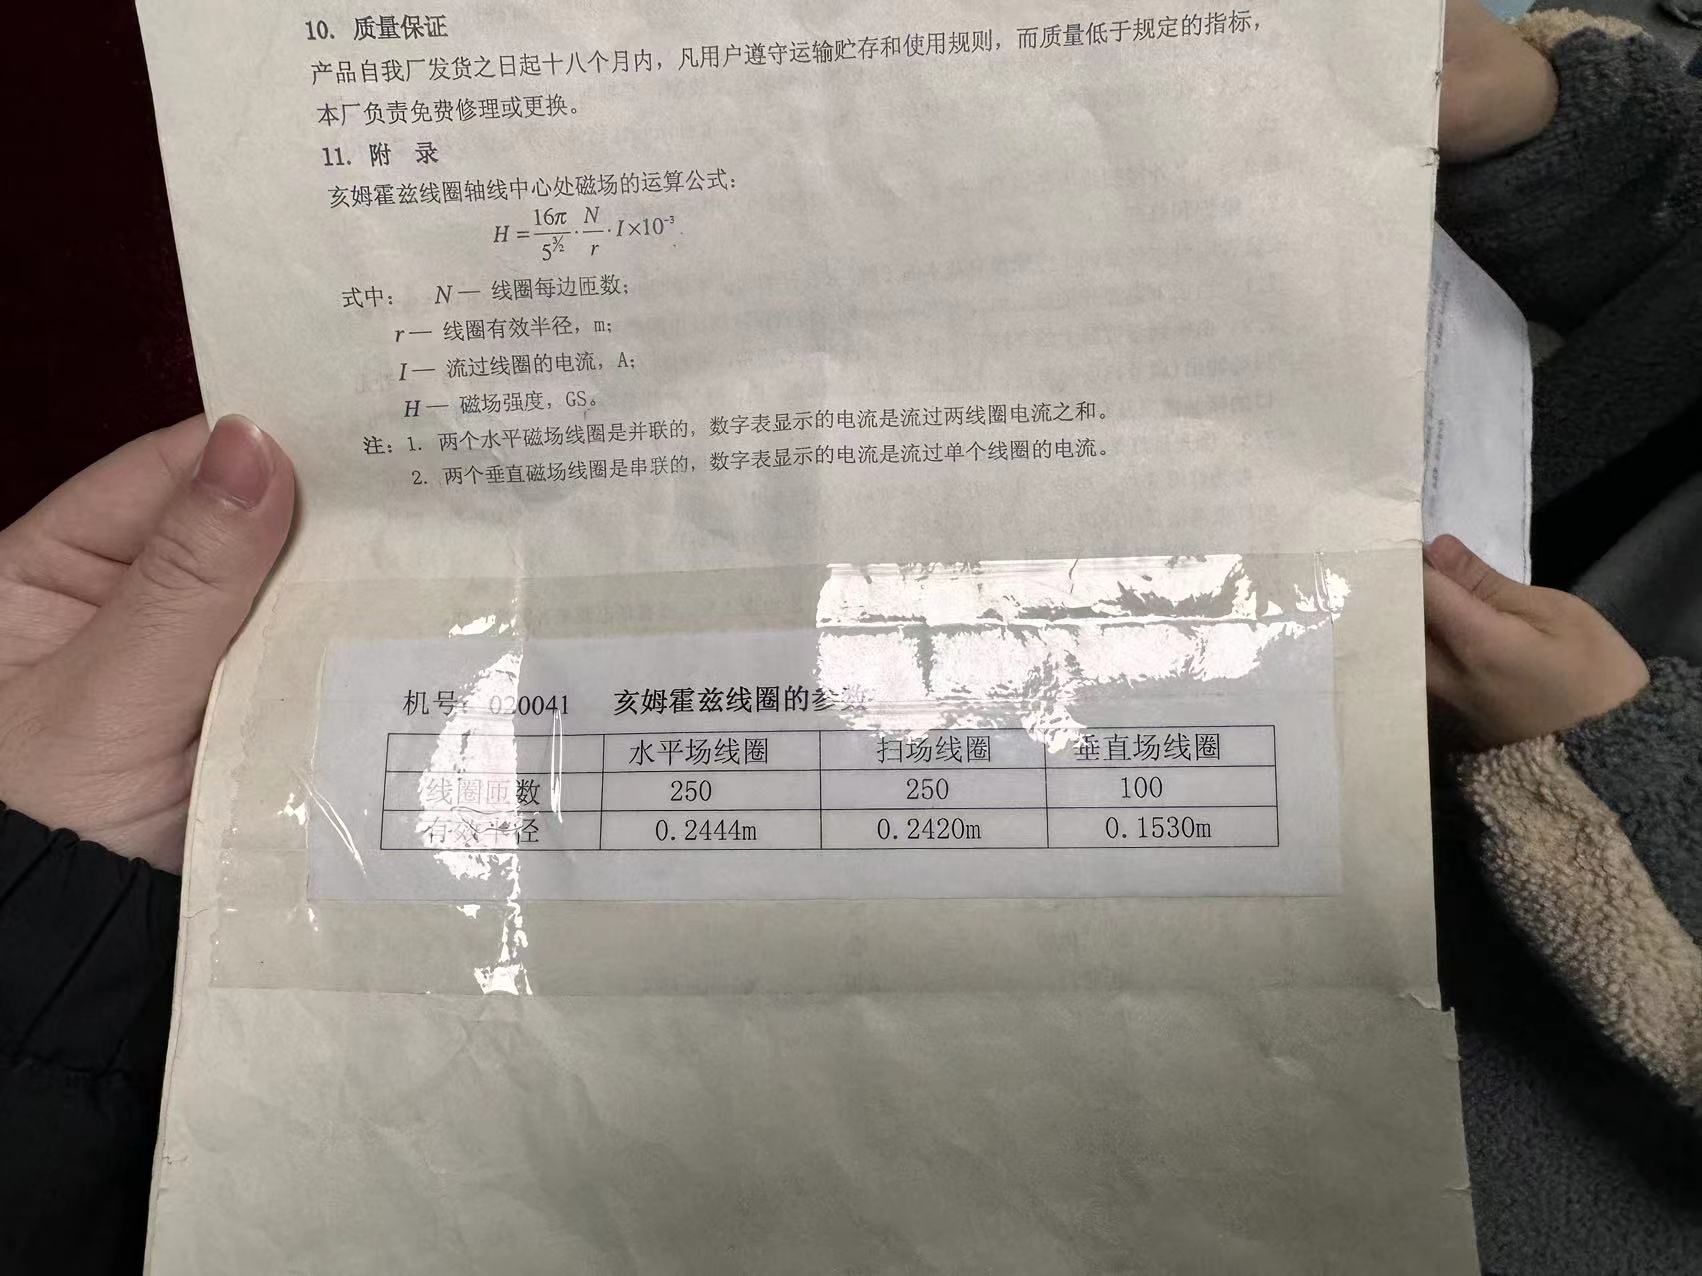 10. 质量保证
产品自我厂发货之日起十八个月内，凡用户遵守运输贮存和使用规则，而质量低于规定的指标，
本厂负责免费修理或更换。
11. 附 录
亥姆霍兹线圈轴线中心处磁场的运算公式：
H = 16π/5^{3/2} · N/r · I×10^{-3}
式中： N — 线圈每边匝数；
r — 线圈有效半径，m；
I — 流过线圈的电流，A；
H — 磁场强度，GS。
注：1. 两个水平磁场线圈是并联的，数字表显示的电流是流过两线圈电流之和。
2. 两个垂直磁场线圈是串联的，数字表显示的电流是流过单个线圈的电流。
机号：020041 亥姆霍兹线圈的参数
水平场线圈 扫场线圈 垂直场线圈
线圈匝数 250 250 100
有效半径 0.2444m 0.2420m 0.1530m